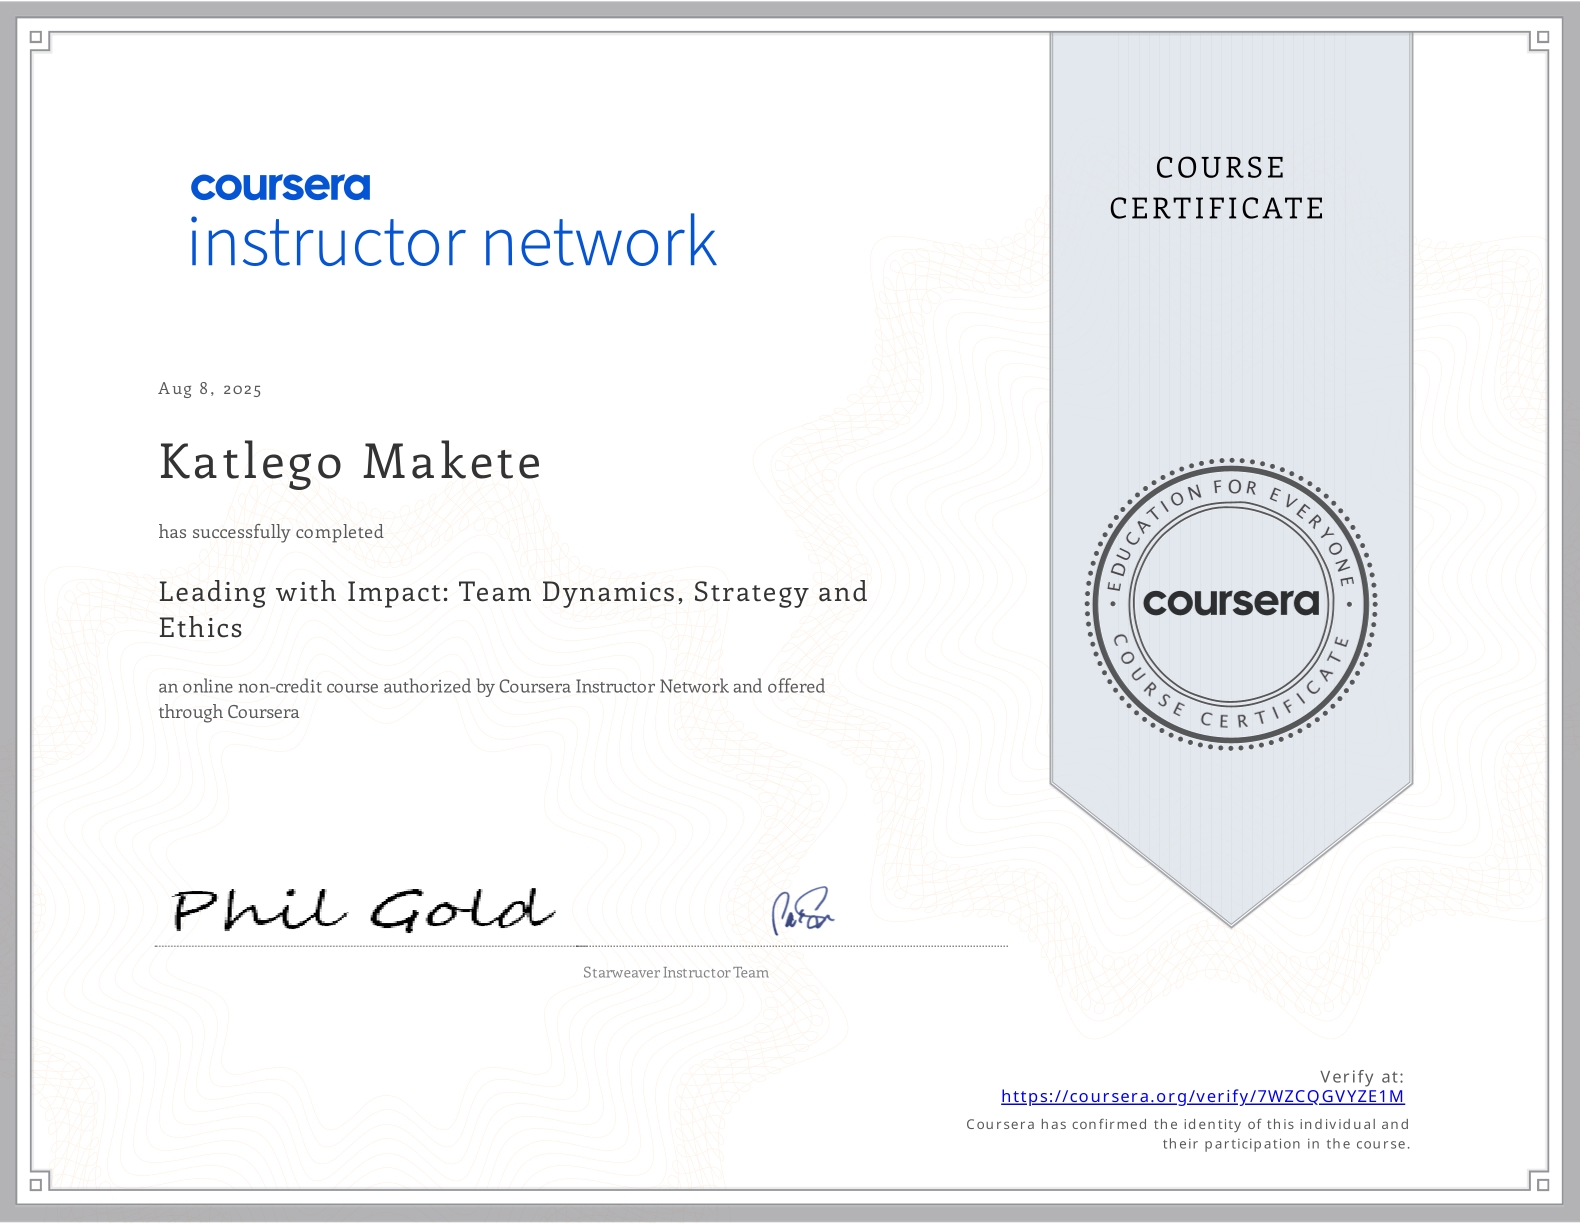 coursera
instructor network
COURSE
CERTIFICATE
Aug 8, 2025
Katlego Makete
has successfully completed
Leading with Impact: Team Dynamics, Strategy and
Ethics
an online non-credit course authorized by Coursera Instructor Network and offered
through Coursera
EDUCATION FOR EVERYONE
coursera
COURSE CERTIFICATE
Phil Gold
Starweaver Instructor Team
Verify at:
https://coursera.org/verify/7WZCQGVYZE1M
Coursera has confirmed the identity of this individual and
their participation in the course.